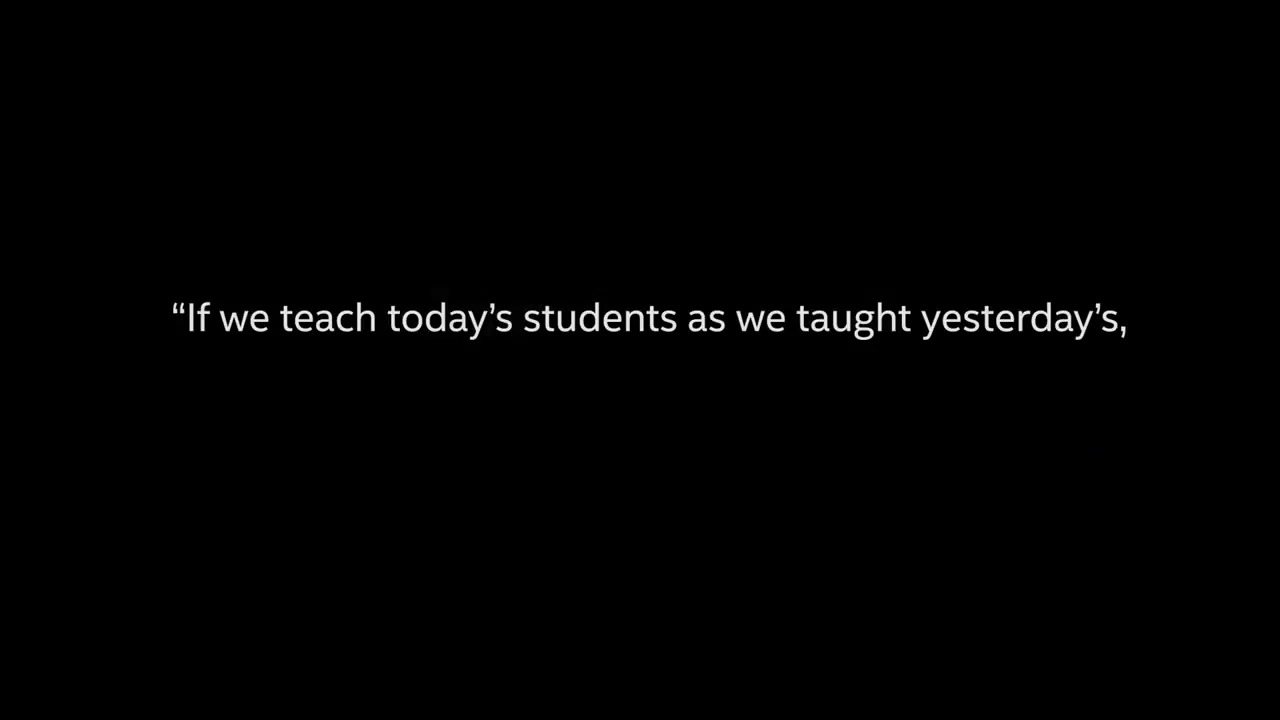 “If we teach today’s students as we taught yesterday’s,